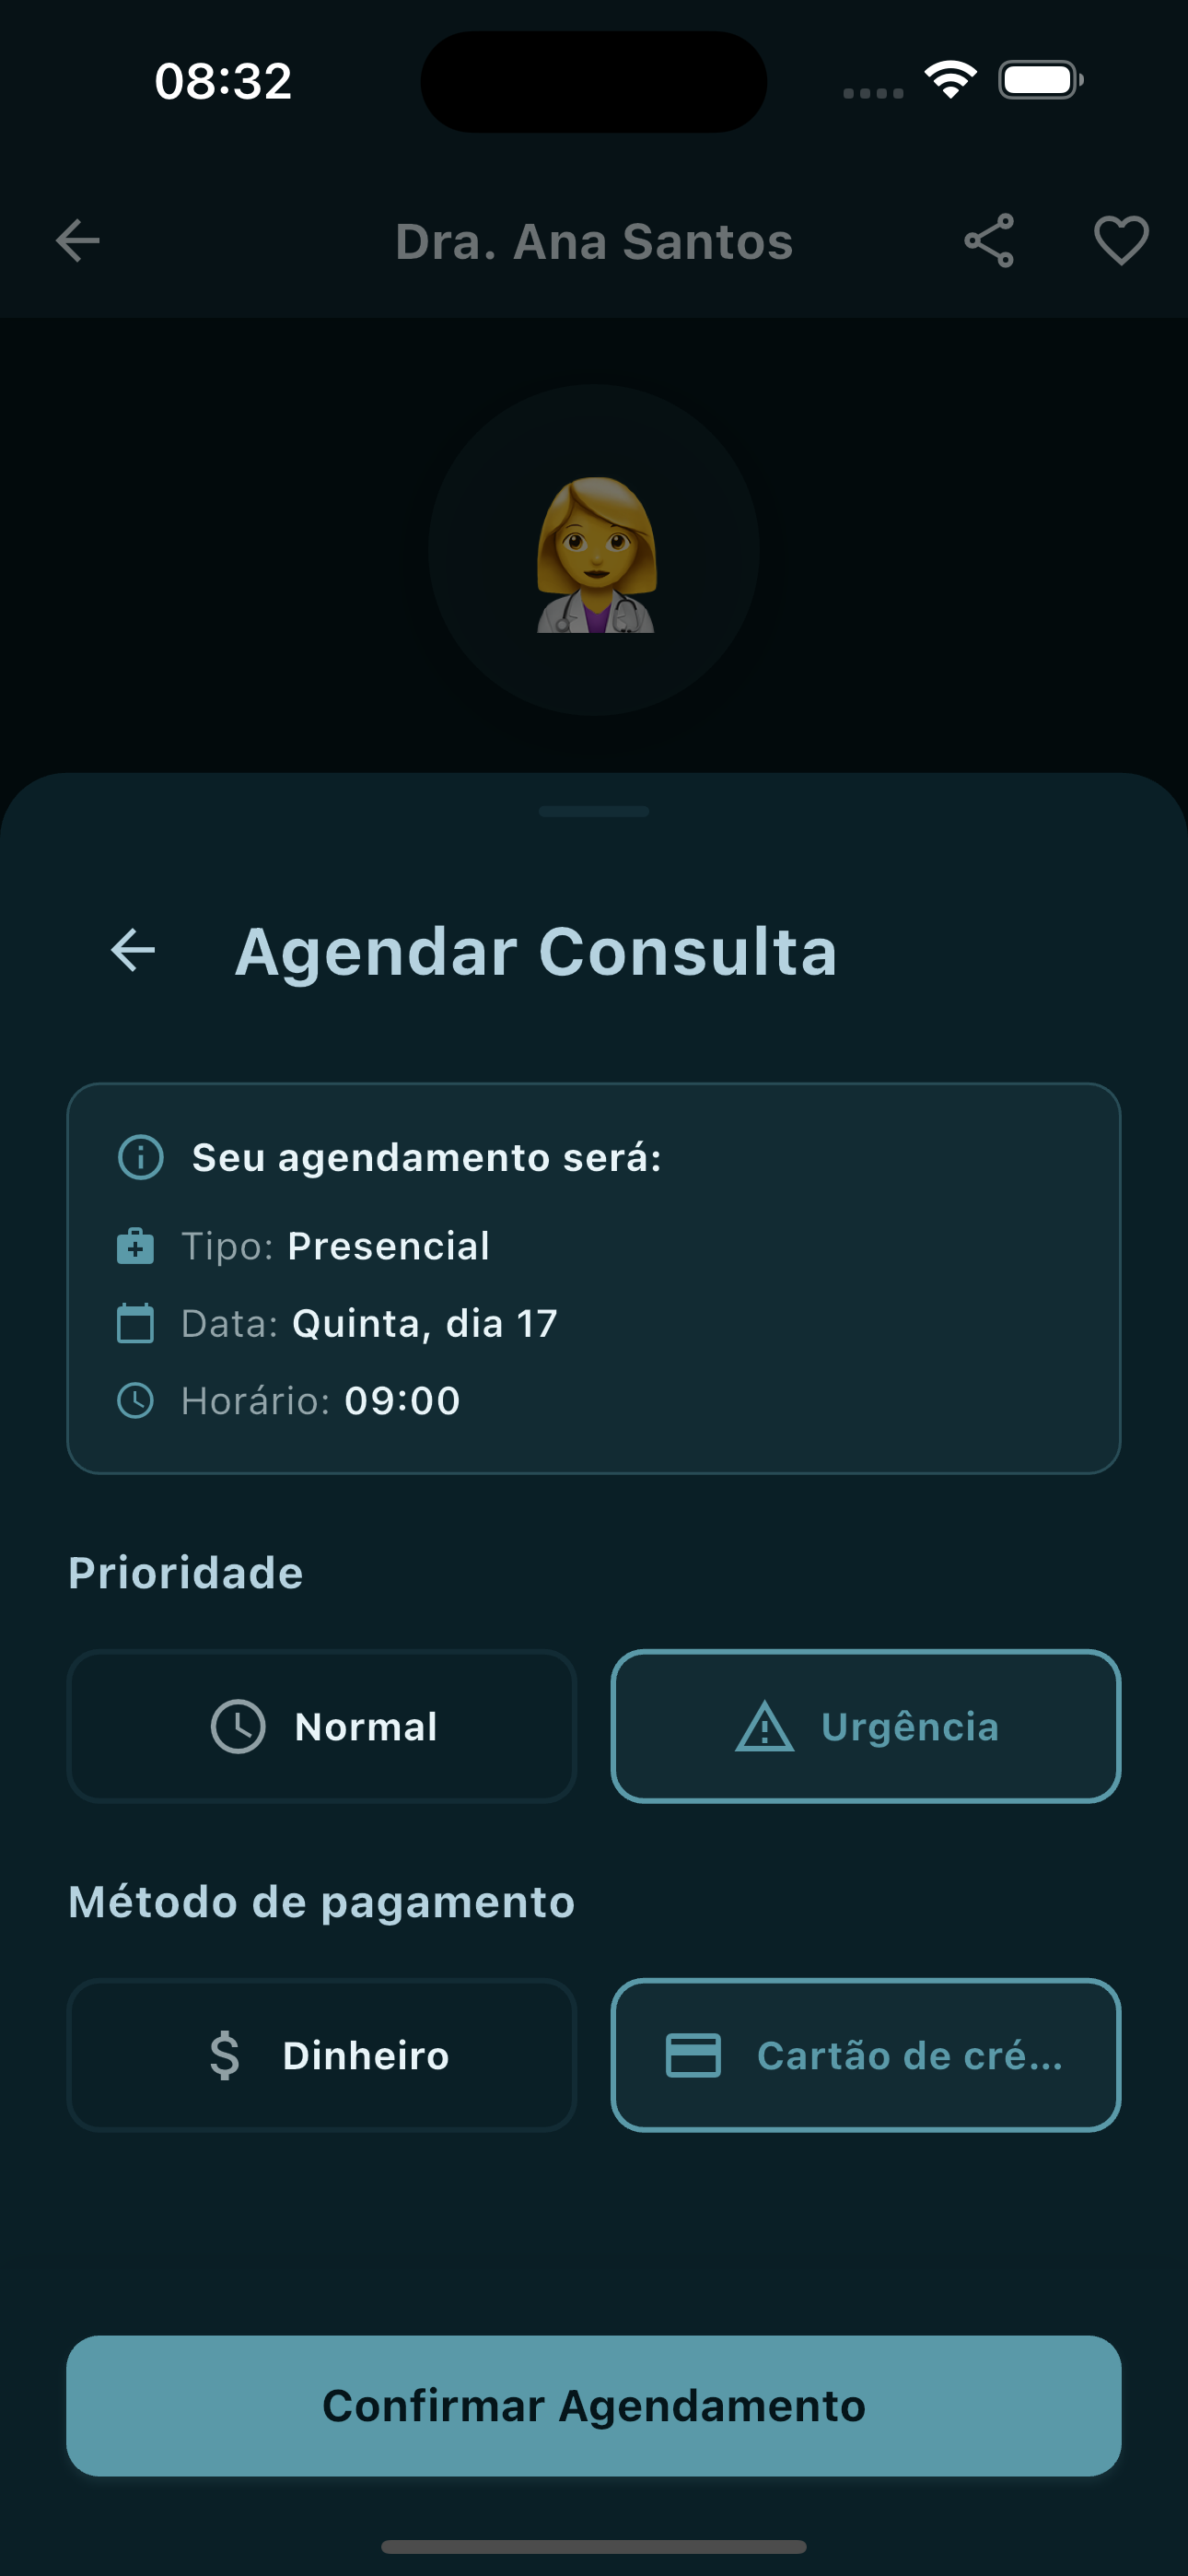 08:32
Dra. Ana Santos
Agendar Consulta
Seu agendamento será:
Tipo: Presencial
Data: Quinta, dia 17
Horário: 09:00
Prioridade
Normal
Urgência
Método de pagamento
Dinheiro
Cartão de cré...
Confirmar Agendamento